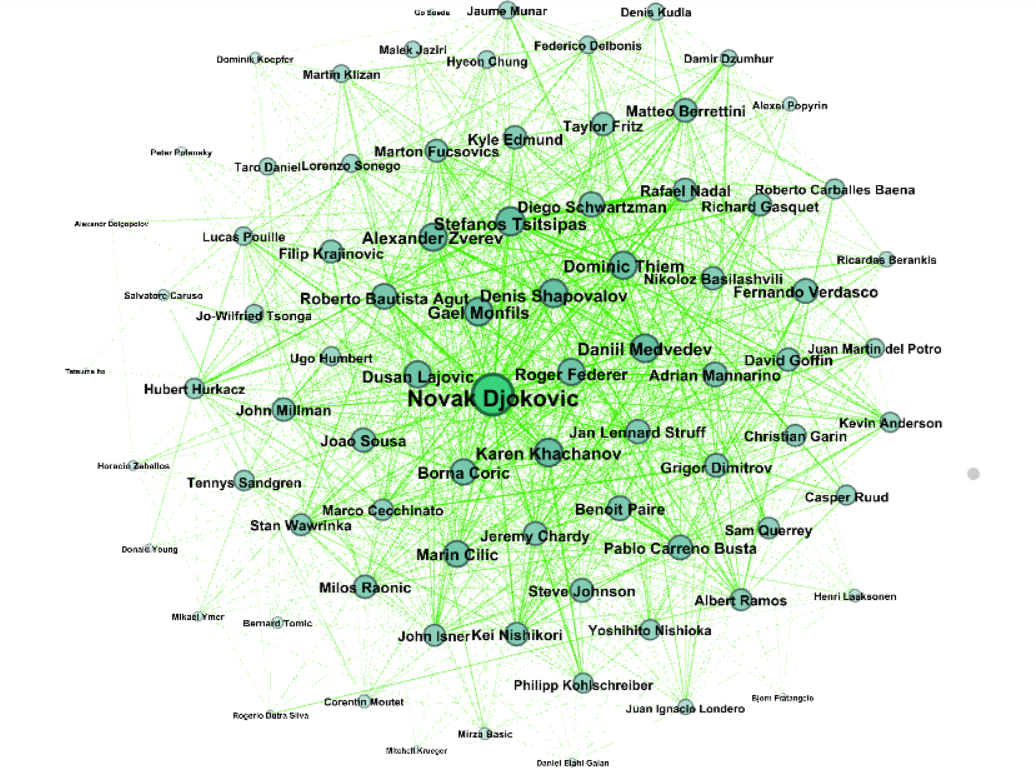 Go Soeda
Jaume Munar
Denis Kudla
Malek Jaziri
Federico Delbonis
Dominik Koepfer
Hyeon Chung
Damir Dzumhur
Martin Klizan
Alexei Popyrin
Matteo Berrettini
Taylor Fritz
Kyle Edmund
Marton Fucsovics
Peter Polansky
Taro Daniel
Lorenzo Sonego
Rafael Nadal
Roberto Carballes Baena
Diego Schwartzman
Richard Gasquet
Alexandr Dolgopolov
Stefanos Tsitsipas
Lucas Pouille
Alexander Zverev
Filip Krajinovic
Ricardas Berankis
Dominic Thiem
Nikoloz Basilashvili
Salvatore Caruso
Roberto Bautista Agut
Denis Shapovalov
Fernando Verdasco
Jo-Wilfried Tsonga
Gael Monfils
Daniil Medvedev
Juan Martin del Potro
Ugo Humbert
David Goffin
Tatsuma Ito
Dusan Lajovic
Roger Federer
Adrian Mannarino
Hubert Hurkacz
Novak Djokovic
John Millman
Kevin Anderson
Joao Sousa
Jan Lennard Struff
Christian Garin
Karen Khachanov
Horacio Zeballos
Borna Coric
Grigor Dimitrov
Tennys Sandgren
Casper Ruud
Marco Cecchinato
Benoit Paire
Stan Wawrinka
Sam Querrey
Jeremy Chardy
Donald Young
Marin Cilic
Pablo Carreno Busta
Milos Raonic
Steve Johnson
Henri Laaksonen
Albert Ramos
Mikael Ymer
Bernard Tomic
John Isner
Kei Nishikori
Yoshihito Nishioka
Philipp Kohlschreiber
Bjorn Fratangelo
Corentin Moutet
Juan Ignacio Londero
Rogerio Dutra Silva
Mirza Basic
Mitchell Krueger
Daniel Elahi Galan